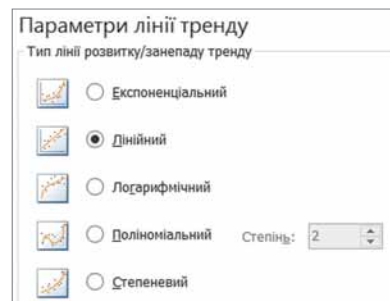 Параметри лінії тренду
Тип лінії розвитку/занепаду тренду
Експоненціальний
Лінійний
Логарифмічний
Поліноміальний Степінь: 2
Степеневий